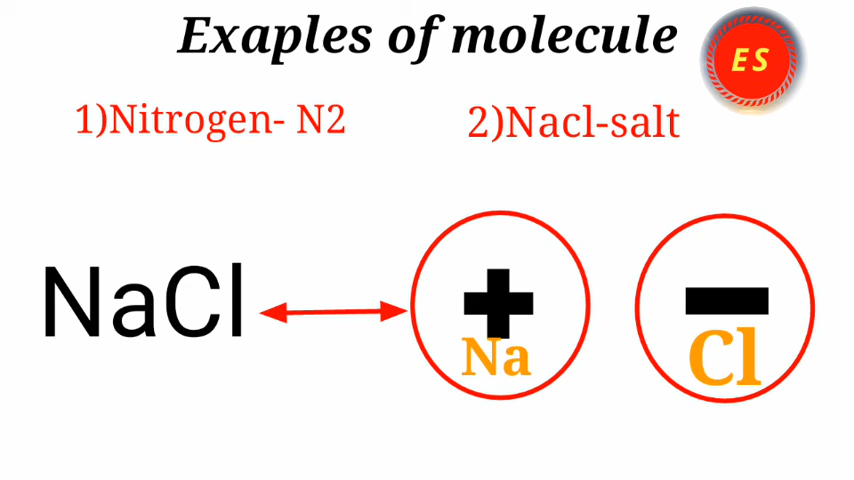 Exaples of molecule
ES
1)Nitrogen- N2
2)Nacl-salt
NaCl
+
Na
–
Cl